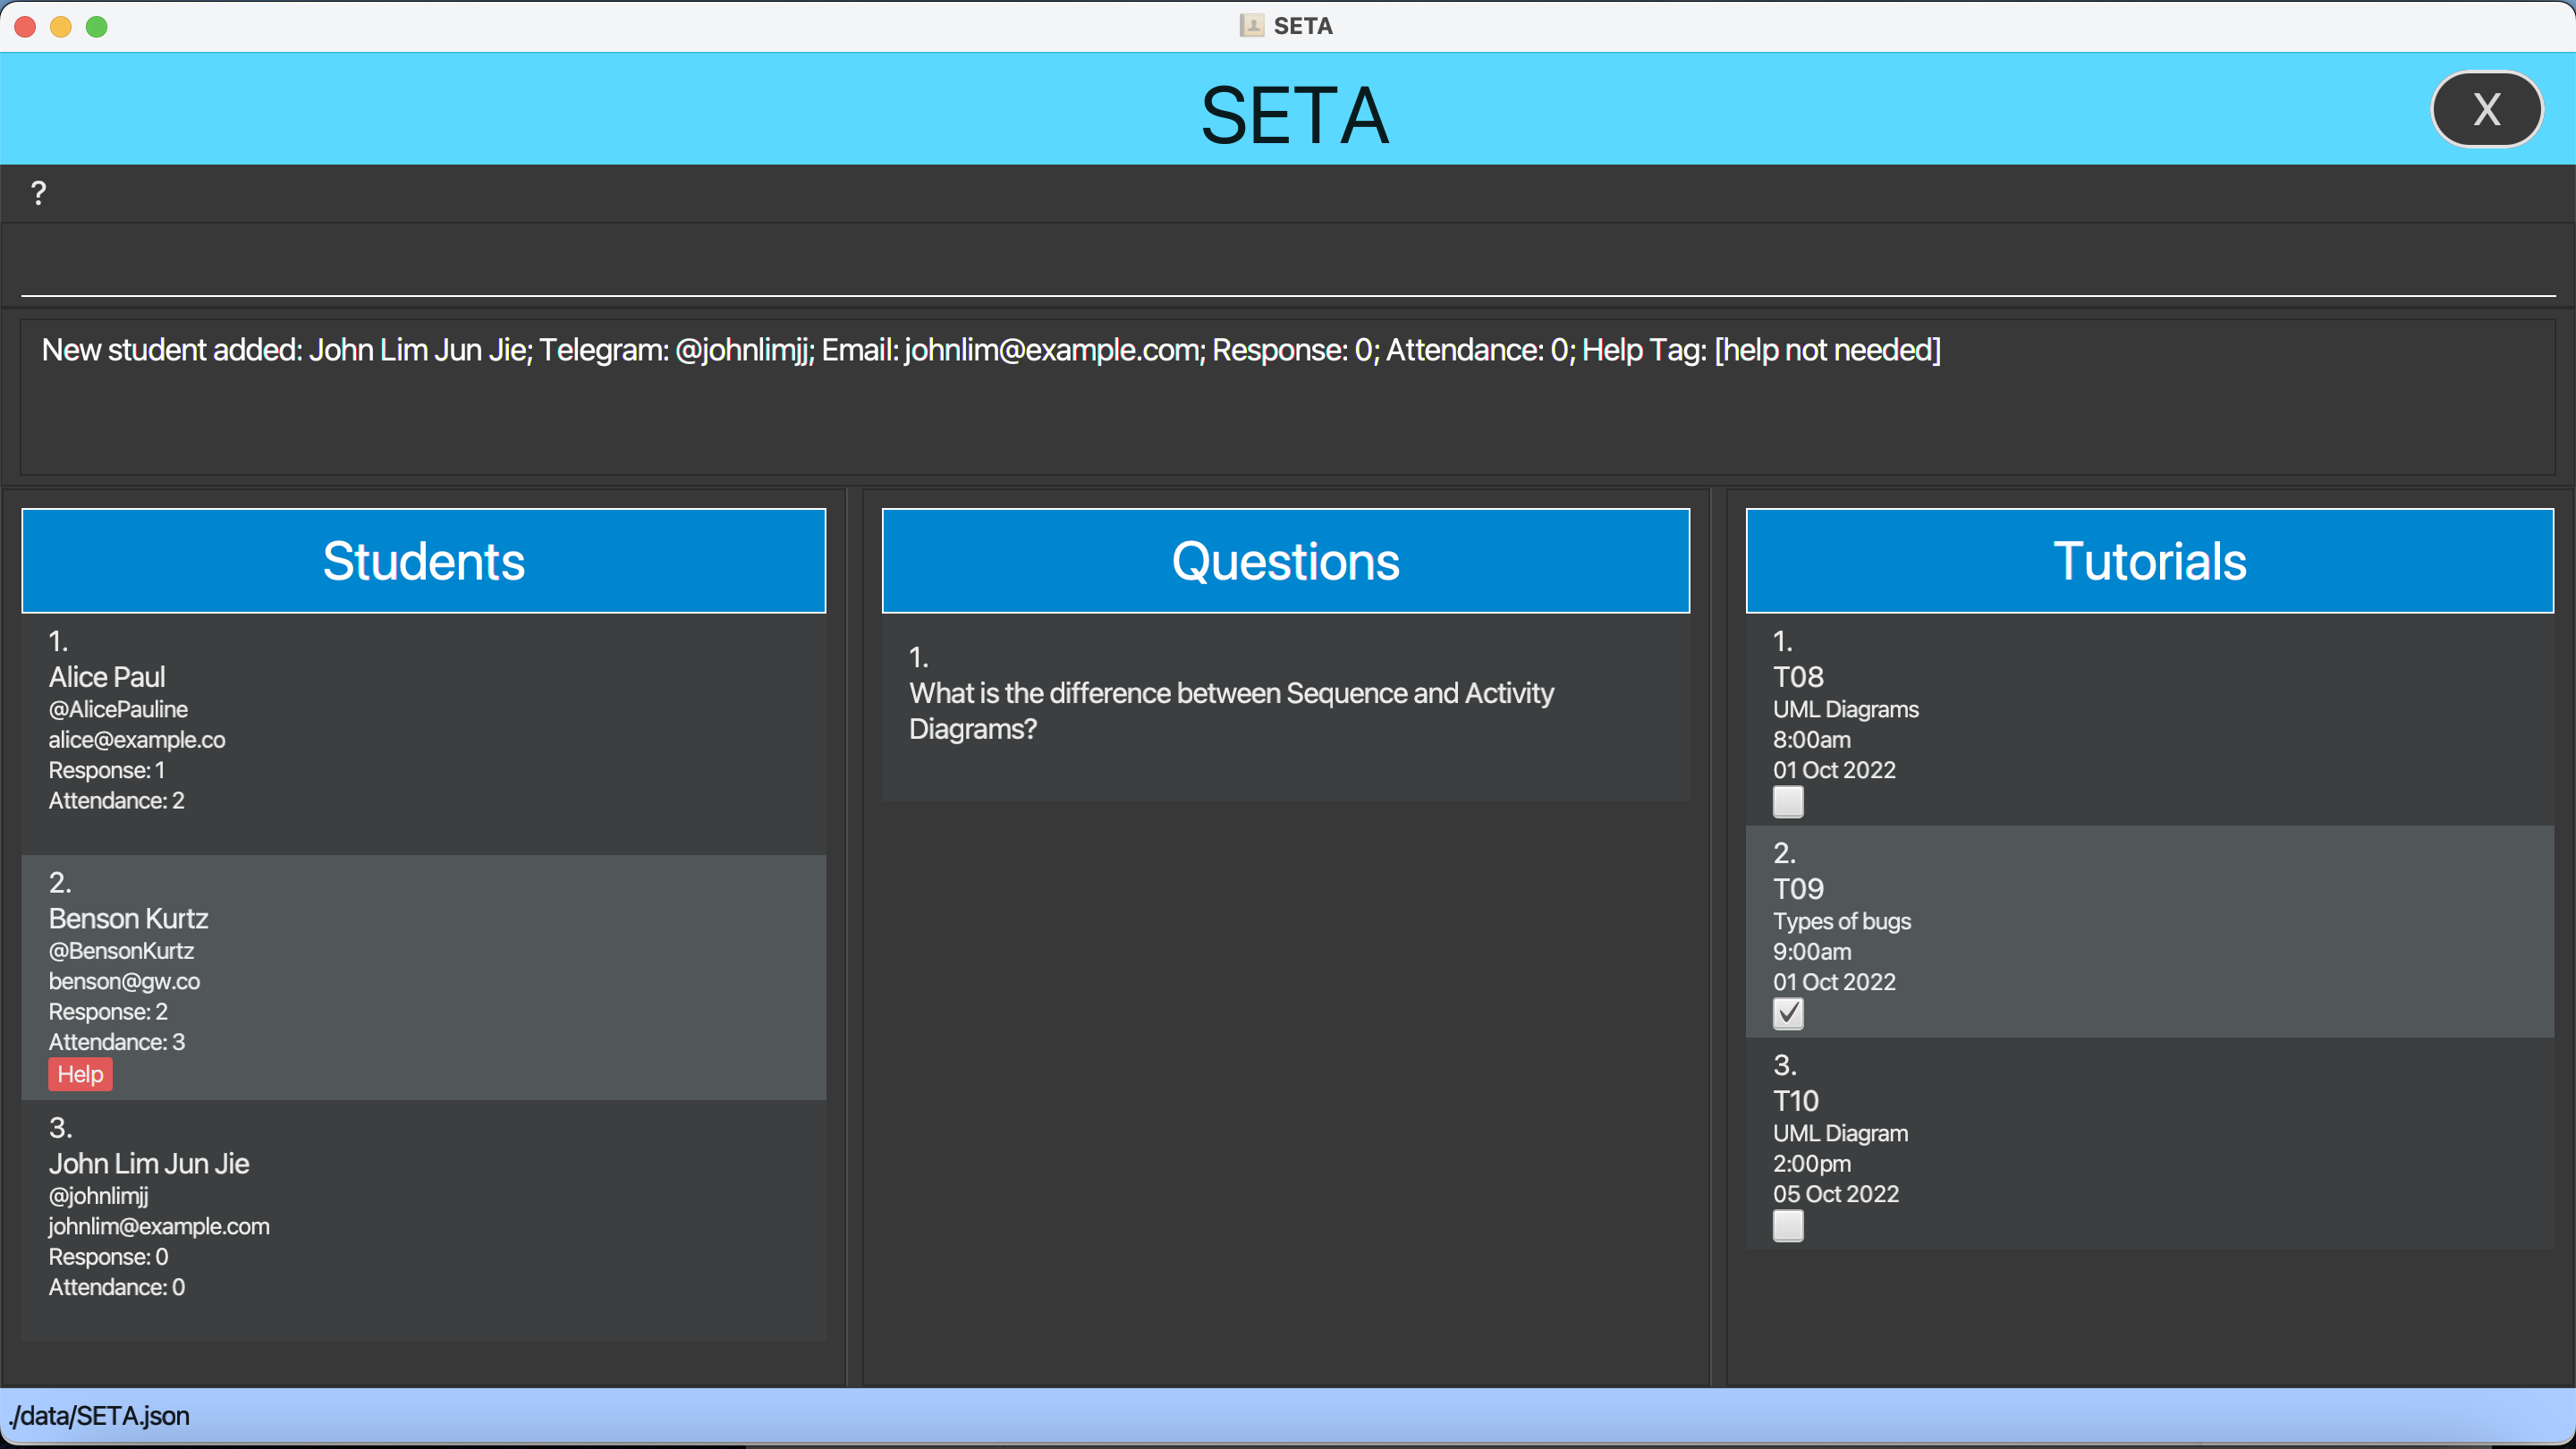 SETA
SETA
X
?
New student added: John Lim Jun Jie; Telegram: @johnlimjj; Email: johnlim@example.com; Response: 0; Attendance: 0; Help Tag: [help not needed]
Students
1.
Alice Paul
@AlicePauline
alice@example.co
Response: 1
Attendance: 2
2.
Benson Kurtz
@BensonKurtz
benson@gw.co
Response: 2
Attendance: 3
Help
3.
John Lim Jun Jie
@johnlimjj
johnlim@example.com
Response: 0
Attendance: 0
Questions
1.
What is the difference between Sequence and Activity
Diagrams?
Tutorials
1.
T08
UML Diagrams
8:00am
01 Oct 2022
2.
T09
Types of bugs
9:00am
01 Oct 2022
3.
T10
UML Diagram
2:00pm
05 Oct 2022
./data/SETA.json